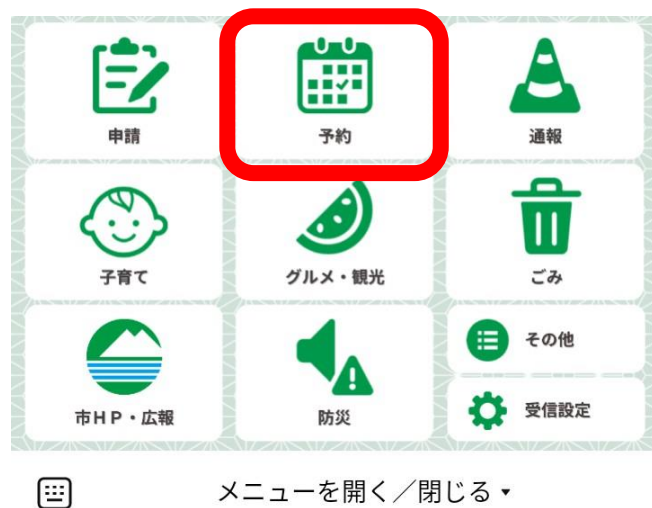 申請
予約
通報
子育て
グルメ・観光
ごみ
市HP・広報
防災
その他
受信設定
メニューを開く／閉じる▼